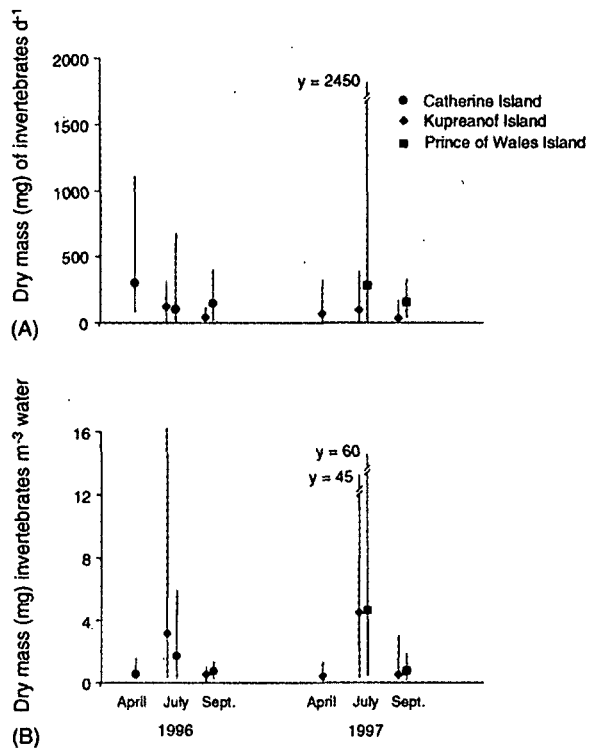 (A)
Dry mass (mg) of invertebrates d⁻¹
2000
1500
1000
500
0
y = 2450
Catherine Island
Kupreanof Island
Prince of Wales Island
(B)
Dry mass (mg) invertebrates m⁻³ water
16
12
8
4
0
y = 60
y = 45
April July Sept. April July Sept.
1996 1997